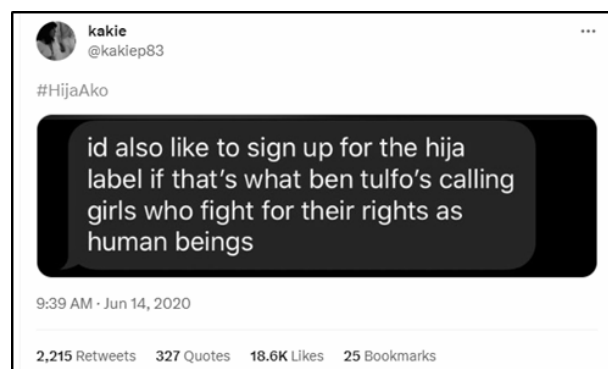 kakie
@kakiep83
#HijaAko
id also like to sign up for the hija
label if that's what ben tulfo's calling
girls who fight for their rights as
human beings
9:39 AM · Jun 14, 2020
2,215 Retweets 327 Quotes 18.6K Likes 25 Bookmarks